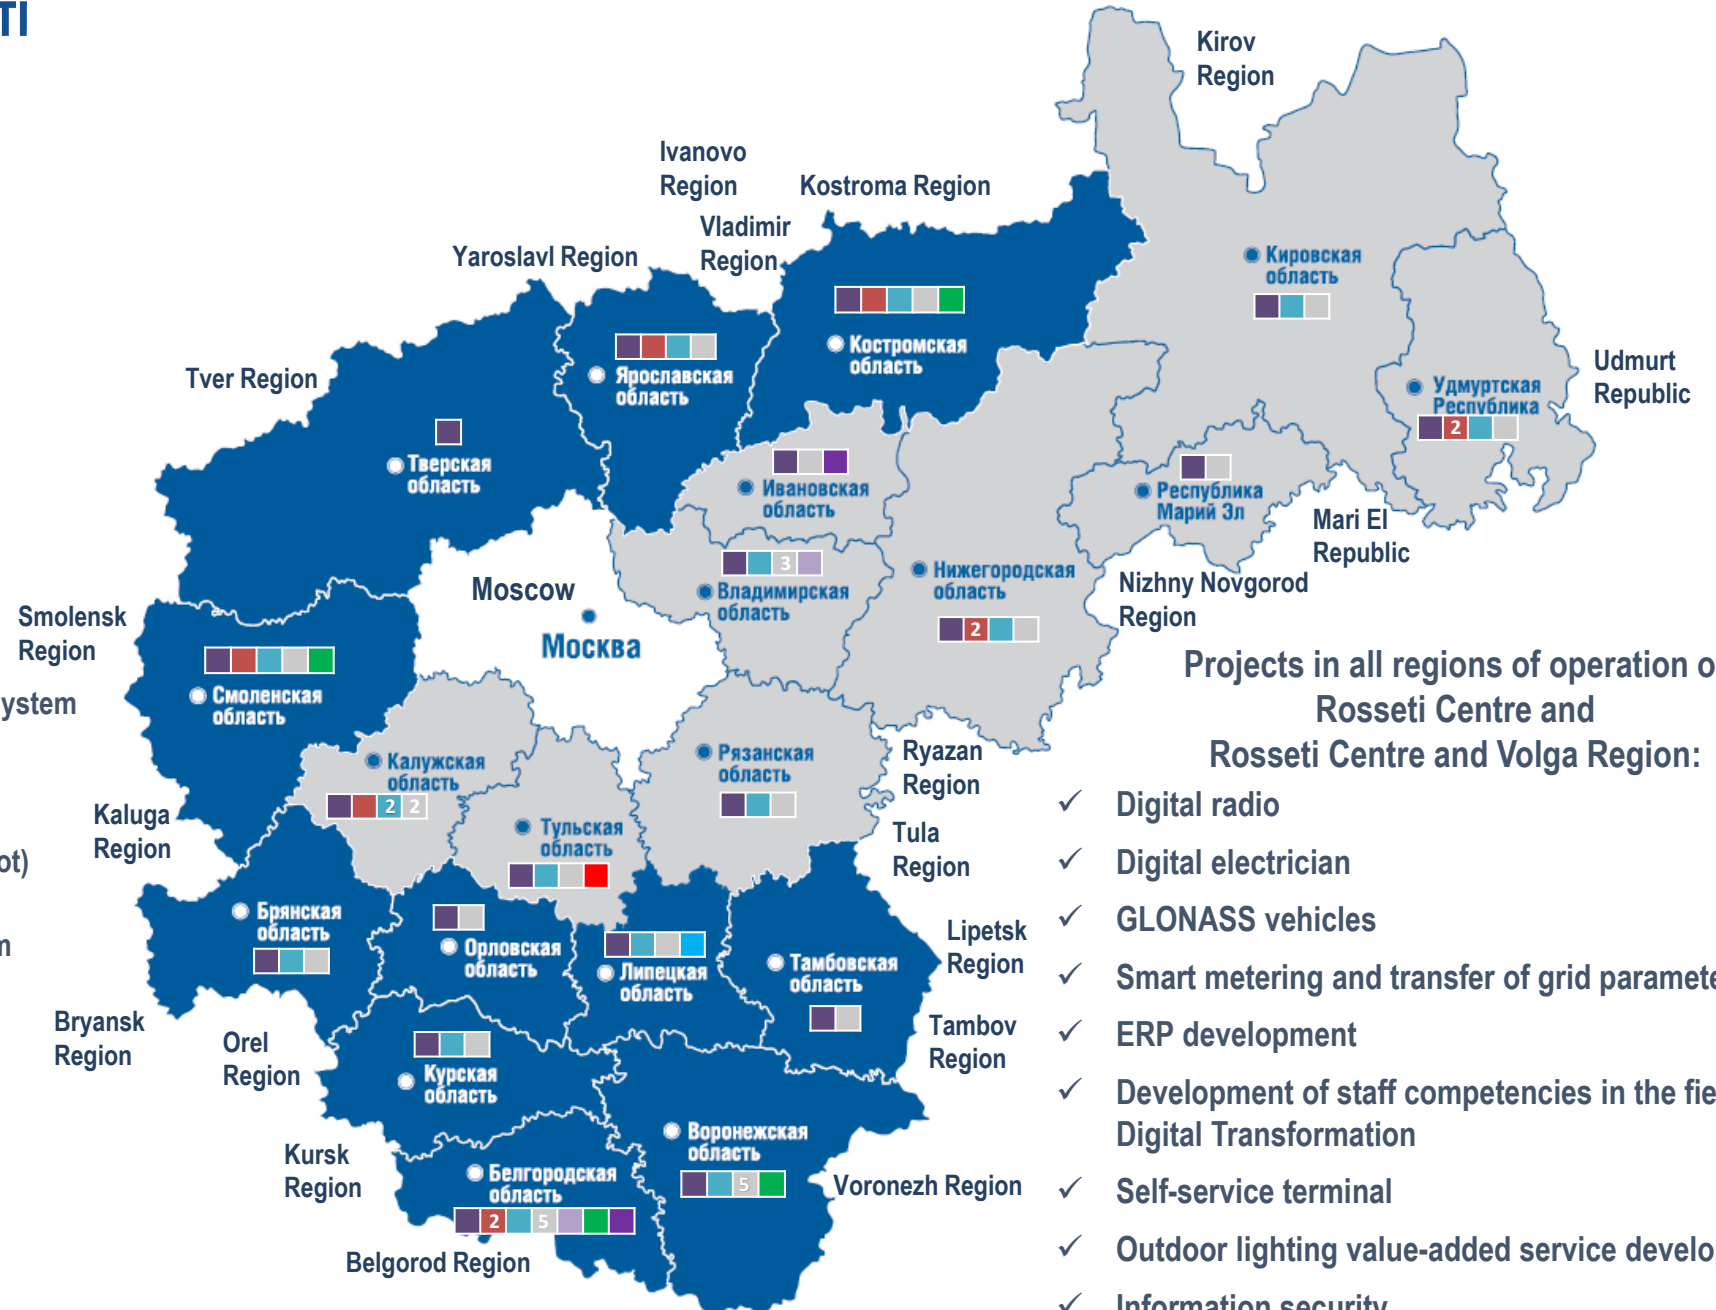 TI
Kirov
Region
Ivanovo
Region
Kostroma Region
Vladimir
Region
Yaroslavl Region
Кировская
область
Костромская
область
Udmurt
Republic
Tver Region
Ярославская
область
Удмуртская
Республика
2
Тверская
область
Ивановская
область
Республика
Марий Эл
Mari El
Republic
3
Владимирская
область
Нижегородская
область
2
Nizhny Novgorod
Region
Moscow
Москва
Smolensk
Region
Смоленская
область
ystem
Projects in all regions of operation o
Rosseti Centre and
Rosseti Centre and Volga Region:
Калужская
область
2 2
Рязанская
область
Ryazan
Region
Kaluga
Region
Тульская
область
Tula
Region
ot)
m
✓ Digital radio
✓ Digital electrician
✓ GLONASS vehicles
✓ Smart metering and transfer of grid paramete
✓ ERP development
✓ Development of staff competencies in the fie
Digital Transformation
✓ Self-service terminal
✓ Outdoor lighting value-added service develo
✓ Information security
Брянская
область
Орловская
область
Липецкая
область
Тамбовская
область
Lipetsk
Region
Bryansk
Region
Orel
Region
Tambov
Region
Курская
область
Kursk
Region
Воронежская
область
5
Voronezh Region
Белгородская
область
2 5
Belgorod Region